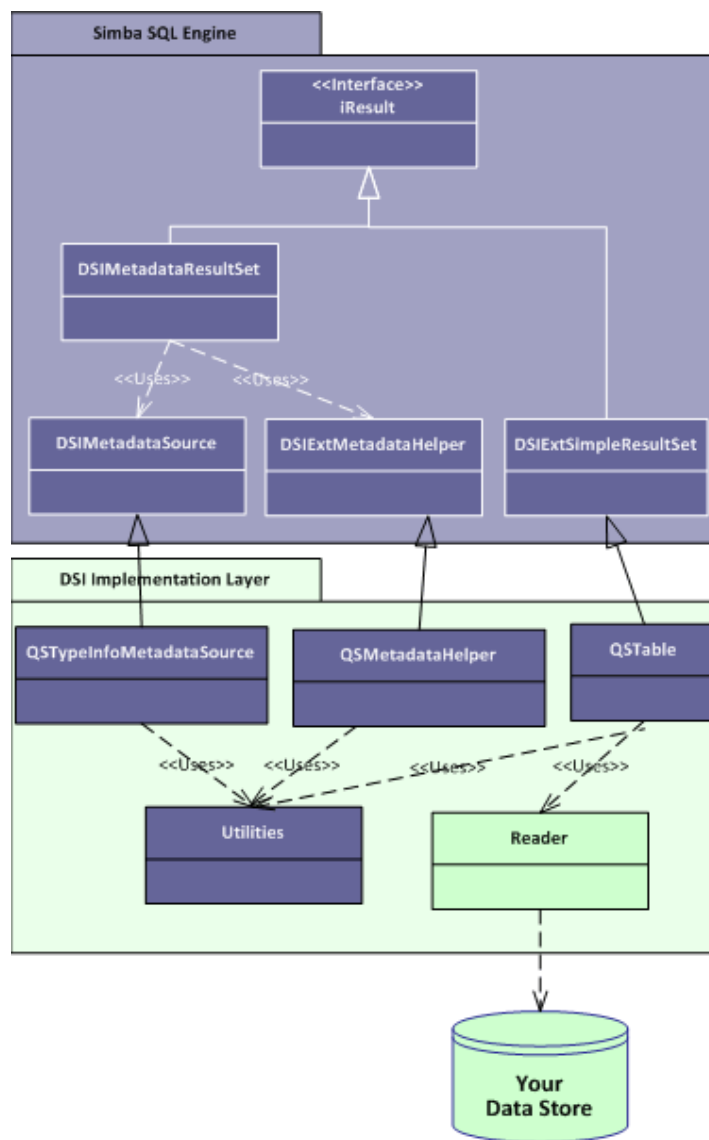 Simba SQL Engine
<<Interface>>
iResult
DSIMetadataResultSet
<<Uses>>
<<Uses>>
DSIMetadataSource
DSIExtMetadataHelper
DSIExtSimpleResultSet
DSI Implementation Layer
QSTypeInfoMetadataSource
QSMetadataHelper
QSTable
<<Uses>>
<<Uses>>
<<Uses>>
<<Uses>>
Utilities
Reader
Your
Data Store